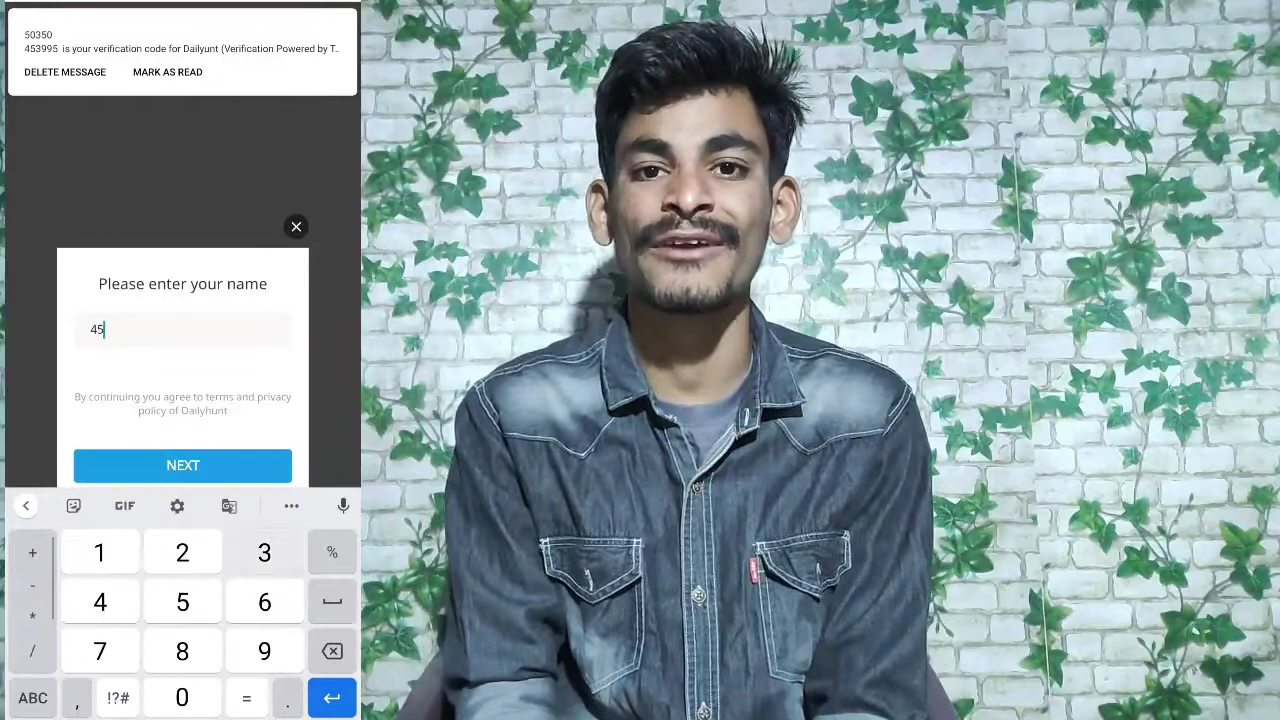 50350
453995 is your verification code for Dailyunt (Verification Powered by T..
DELETE MESSAGE MARK AS READ
Please enter your name
45
By continuing you agree to terms and privacy
policy of Dailyhunt
NEXT
GIF
+ 1 2 3 %
- 4 5 6
*
/ 7 8 9
ABC , !?# 0 = .